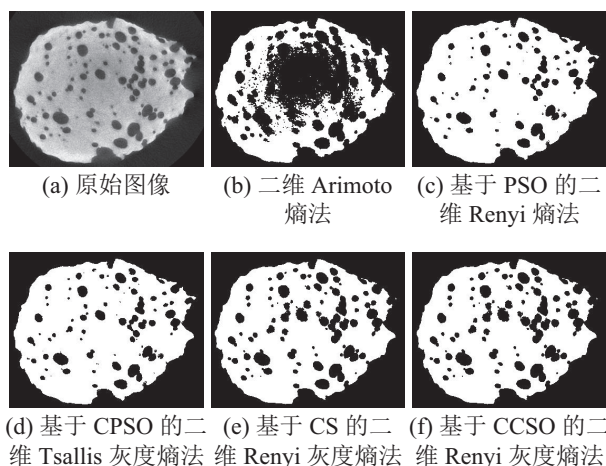 (a) 原始图像
(b) 二维 Arimoto
熵法
(c) 基于 PSO 的二
维 Renyi 熵法
(d) 基于 CPSO 的二
维 Tsallis 灰度熵法
(e) 基于 CS 的二
维 Renyi 灰度熵法
(f) 基于 CCSO 的二
维 Renyi 灰度熵法